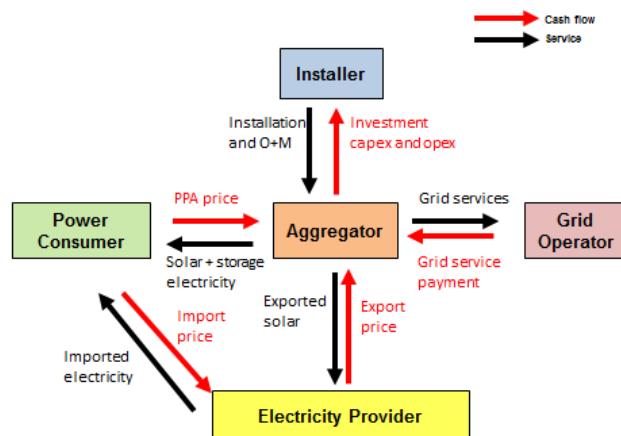 Cash flow
Service
Installer
Installation
and O+M
Investment
capex and opex
PPA price
Grid services
Power
Consumer
Aggregator
Grid
Operator
Solar + storage
electricity
Grid service
payment
Exported
solar
Export
price
Import
price
Imported
electricity
Electricity Provider